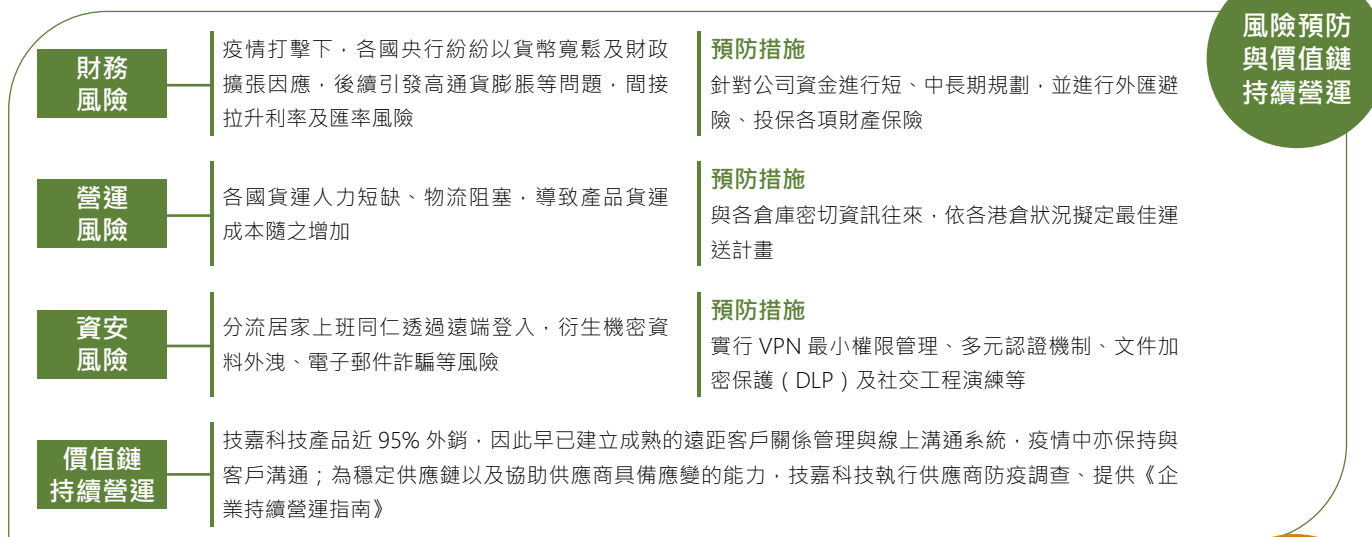 風險預防
與價值鏈
持續營運
財務
風險
疫情打擊下，各國央行紛紛以貨幣寬鬆及財政
擴張因應，後續引發高通貨膨脹等問題，間接
拉升利率及匯率風險
預防措施
針對公司資金進行短、中長期規劃，並進行外匯避
險、投保各項財產保險
營運
風險
各國貨運人力短缺、物流阻塞，導致產品貨運
成本隨之增加
預防措施
與各倉庫密切資訊往來，依各港倉狀況擬定最佳運
送計畫
資安
風險
分流居家上班同仁透過遠端登入，衍生機密資
料外洩、電子郵件詐騙等風險
預防措施
實行 VPN 最小權限管理、多元認證機制、文件加
密保護（DLP）及社交工程演練等
價值鏈
持續營運
技嘉科技產品近 95% 外銷，因此早已建立成熟的遠距客戶關係管理與線上溝通系統，疫情中亦保持與
客戶溝通；為穩定供應鏈以及協助供應商具備應變的能力，技嘉科技執行供應商防疫調查、提供《企
業持續營運指南》